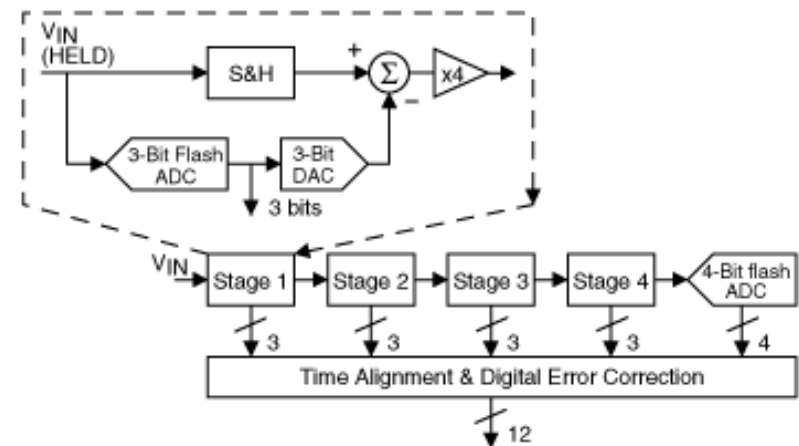 VIN
(HELD)
S&H
+
Σ
−
x4
3-Bit Flash
ADC
3-Bit
DAC
3 bits
VIN
Stage 1
Stage 2
Stage 3
Stage 4
4-Bit flash
ADC
3
3
3
3
4
Time Alignment & Digital Error Correction
12